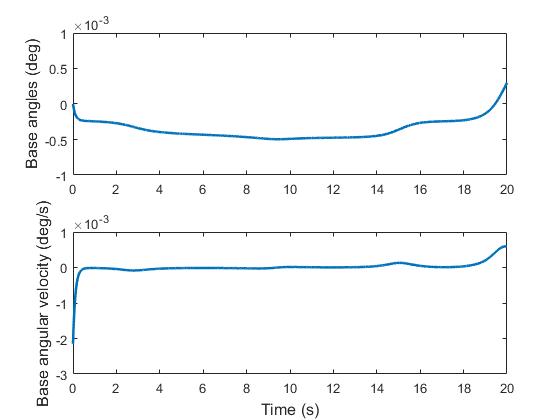 ×10-3
1
0.5
0
-0.5
-1
Base angles (deg)
0 2 4 6 8 10 12 14 16 18 20
×10-3
1
0
-1
-2
-3
Base angular velocity (deg/s)
0 2 4 6 8 10 12 14 16 18 20
Time (s)